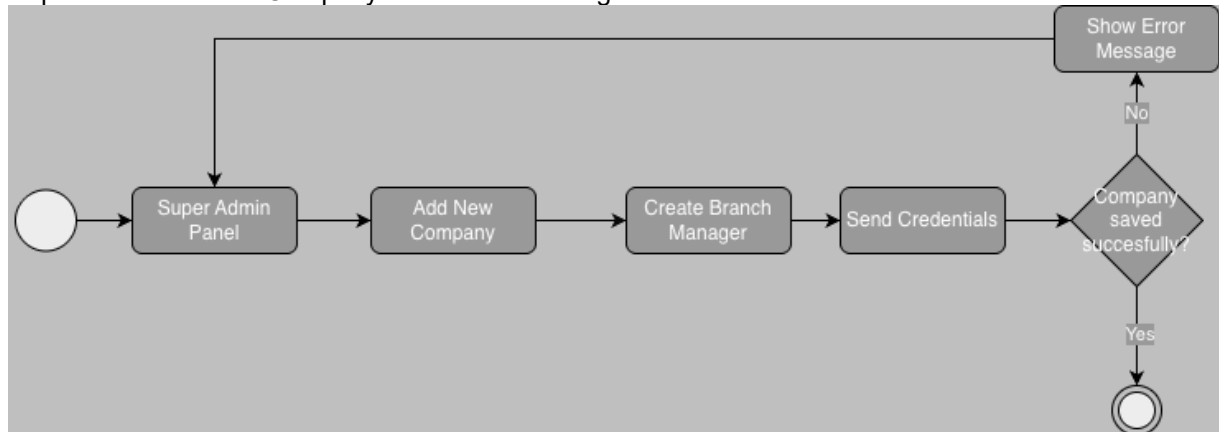 Show Error
Message
No
Super Admin
Panel
Add New
Company
Create Branch
Manager
Send Credentials
Company
saved
succesfully?
Yes